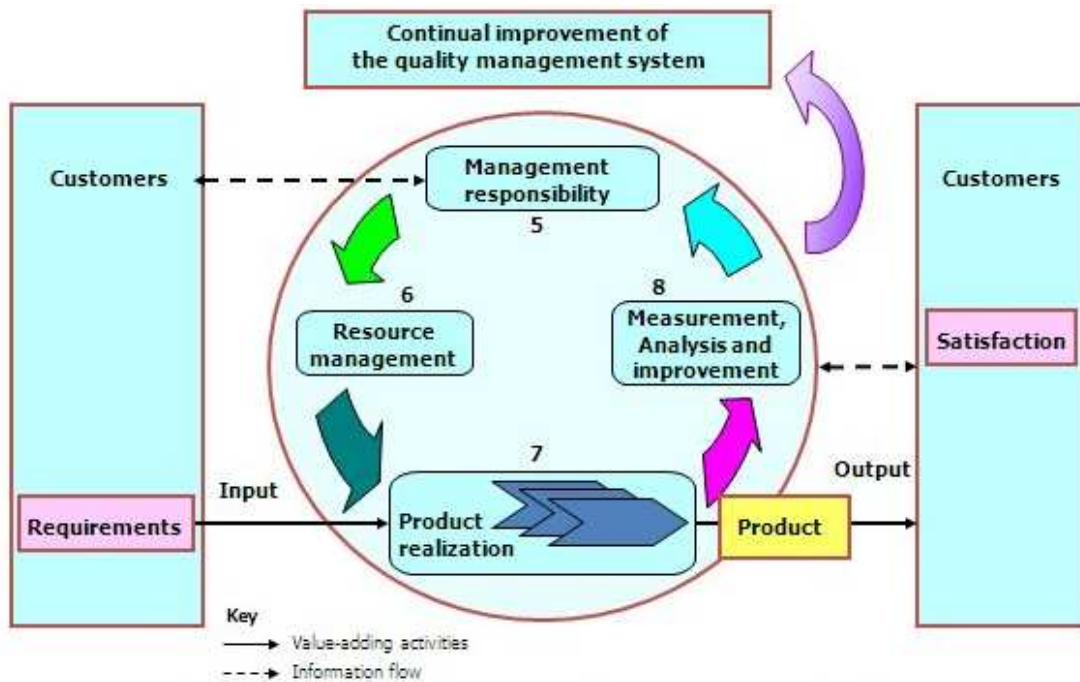 Continual improvement of
the quality management system
Customers
Management
responsibility
5
Customers
6
Resource
management
8
Measurement,
Analysis and
improvement
Satisfaction
7
Input
Output
Requirements
Product
realization
Product
Key
Value-adding activities
Information flow